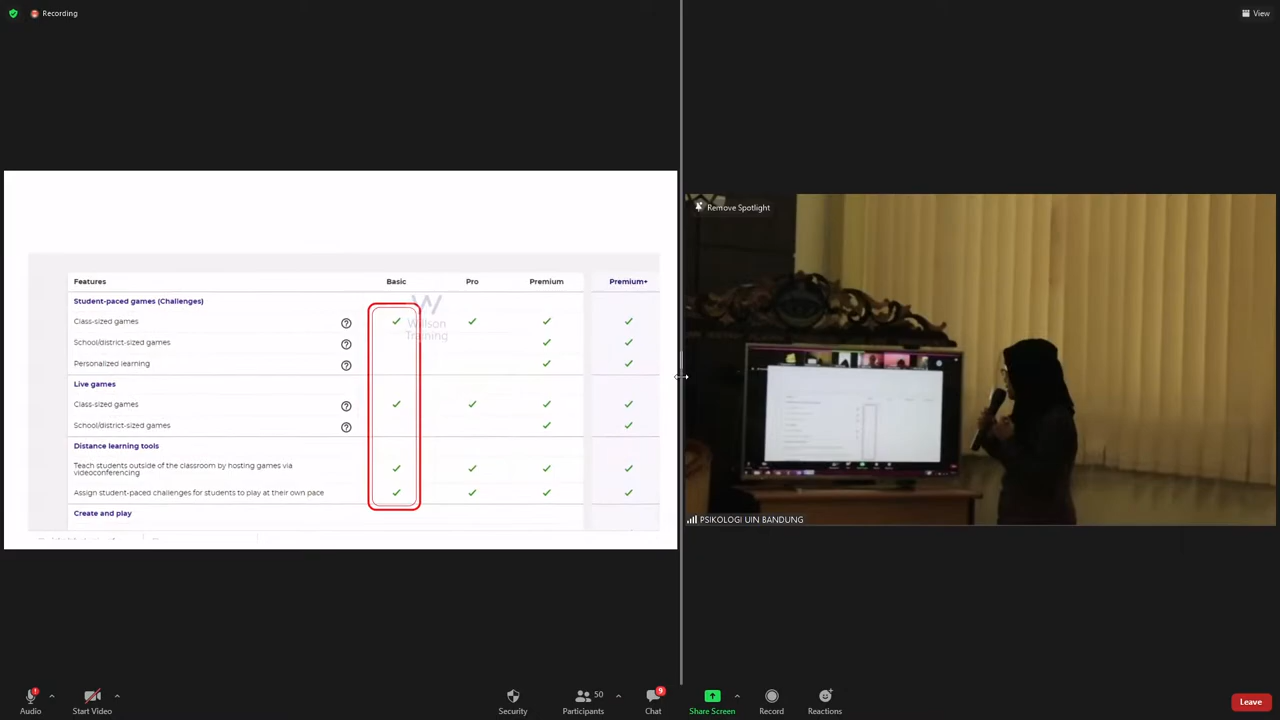 Recording
View
Remove Spotlight
Features Basic Pro Premium Premium+
Student-paced games (Challenges)
Class-sized games
School/district-sized games
Personalized learning
Live games
Class-sized games
School/district-sized games
Distance learning tools
Teach students outside of the classroom by hosting games via
videoconferencing
Assign student-paced challenges for students to play at their own pace
Create and play
Willson
Training
PSIKOLOGI UIN BANDUNG
50
9
Audio Start Video Security Participants Chat Share Screen Record Reactions Leave